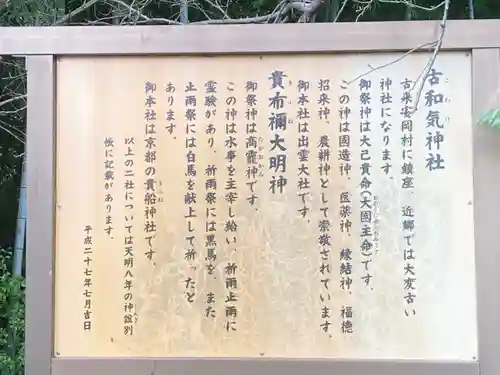 古和気神社
古来安岡村に鎮座、近郷では大変古い
神社になります。
御祭神は大己貴命(大国主命)です。
この神は国造神、医薬神、縁結神、福徳
招来神、農耕神として崇敬されています。
御本社は出雲大社です。
貴布禰大明神
御祭神は高龗神です。
この神は水事を主宰し給い、祈雨止雨に
霊験があり、祈雨祭には黒馬を、また
止雨祭には白馬を献上して祈ったと
あります。
御本社は京都の貴船神社です。
以上の二社については天明八年の神社別
帳に記載が有ります。
平成二十七年七月吉日